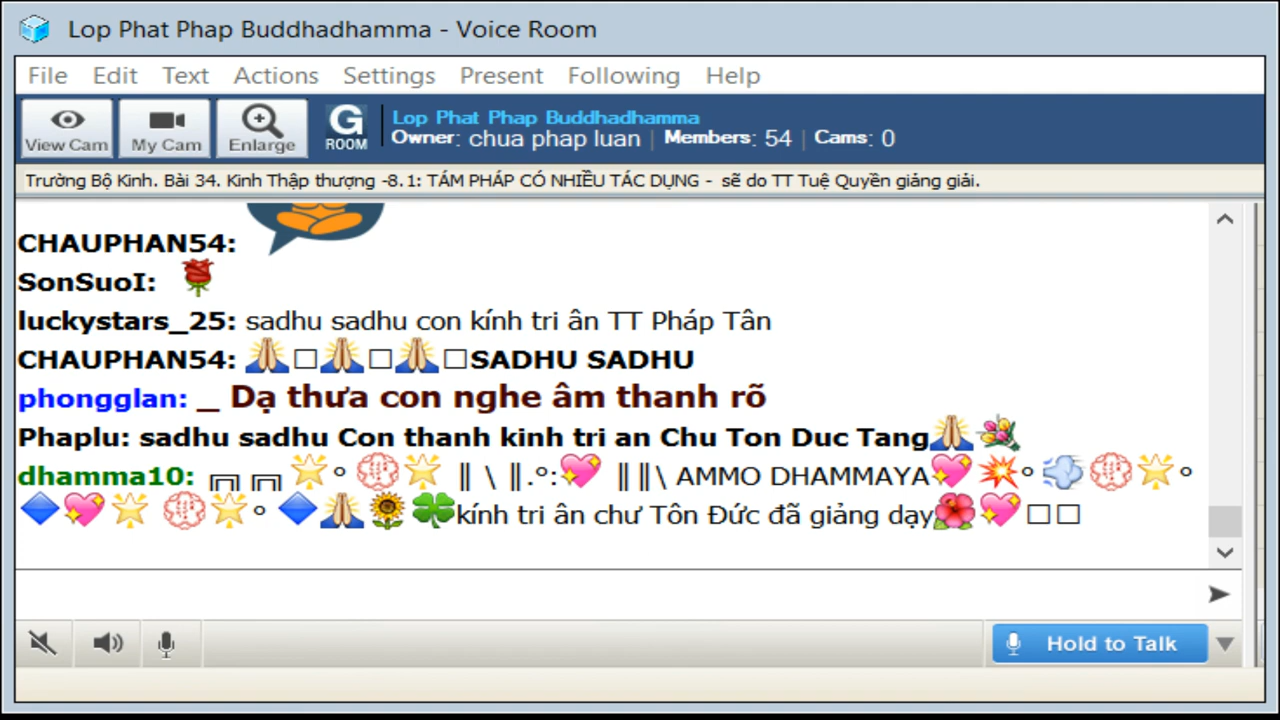 Lop Phat Phap Buddhadhamma - Voice Room
File Edit Text Actions Settings Present Following Help
View Cam My Cam Enlarge G ROOM Lop Phat Phap Buddhadhamma
Owner: chua phap luan | Members: 54 | Cams: 0
Trường Bộ Kinh. Bài 34. Kinh Thập thượng -8.1: TÁM PHÁP CÓ NHIỀU TÁC DỤNG - sẽ do TT Tuệ Quyền giảng giải.
CHAUPHAN54:
SonSuoI: 🌹
luckystars_25: sadhu sadhu con kính tri ân TT Pháp Tân
CHAUPHAN54: 🙏□🙏□🙏□SADHU SADHU
phongglan: _ Dạ thưa con nghe âm thanh rõ
Phaplu: sadhu sadhu Con thanh kinh tri an Chu Ton Duc Tang🙏💐
dhamma10: ╔╗╔╗🌟° 💮🌟 ║ \ ║.°:💖 ║║\ AMMO DHAMMAYA💖💥° 💨💮🌟°
🔷💖🌟 💮🌟° 🔷🙏🌻🍀kính tri ân chư Tôn Đức đã giảng dạy🌺💖□□
Hold to Talk